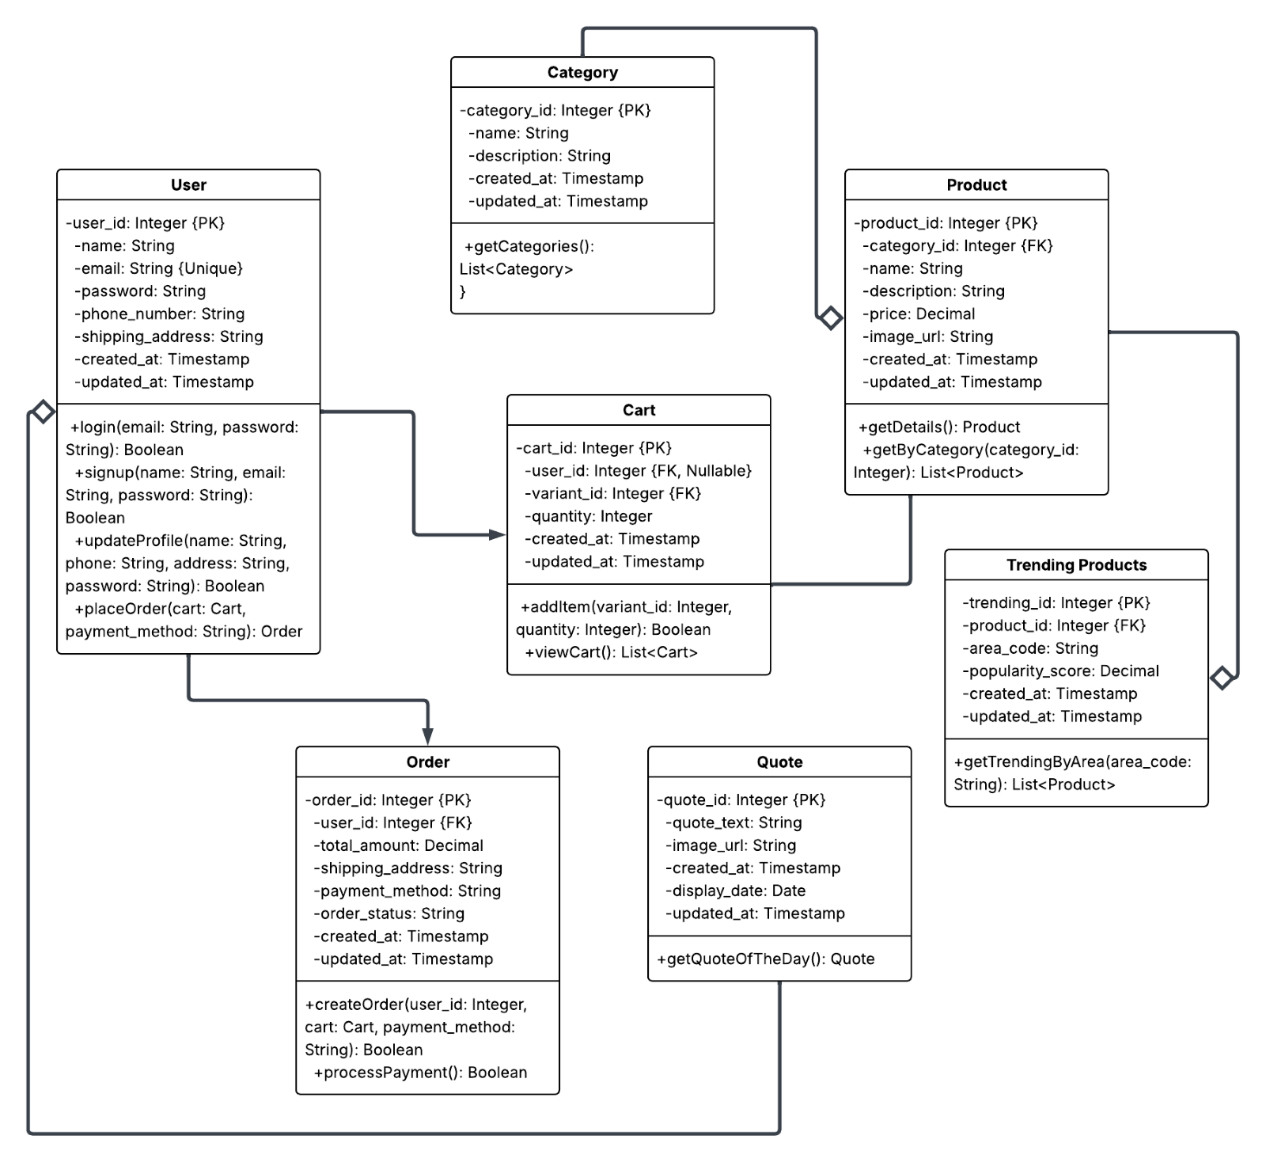 Category
-category_id: Integer {PK}
-name: String
-description: String
-created_at: Timestamp
-updated_at: Timestamp
+getCategories():
List<Category>
}
User
-user_id: Integer {PK}
-name: String
-email: String {Unique}
-password: String
-phone_number: String
-shipping_address: String
-created_at: Timestamp
-updated_at: Timestamp
+login(email: String, password:
String): Boolean
+signup(name: String, email:
String, password: String):
Boolean
+updateProfile(name: String,
phone: String, address: String,
password: String): Boolean
+placeOrder(cart: Cart,
payment_method: String): Order
Product
-product_id: Integer {PK}
-category_id: Integer {FK}
-name: String
-description: String
-price: Decimal
-image_url: String
-created_at: Timestamp
-updated_at: Timestamp
+getDetails(): Product
+getByCategory(category_id:
Integer): List<Product>
Cart
-cart_id: Integer {PK}
-user_id: Integer {FK, Nullable}
-variant_id: Integer {FK}
-quantity: Integer
-created_at: Timestamp
-updated_at: Timestamp
+addItem(variant_id: Integer,
quantity: Integer): Boolean
+viewCart(): List<Cart>
Trending Products
-trending_id: Integer {PK}
-product_id: Integer {FK}
-area_code: String
-popularity_score: Decimal
-created_at: Timestamp
-updated_at: Timestamp
+getTrendingByArea(area_code:
String): List<Product>
Order
-order_id: Integer {PK}
-user_id: Integer {FK}
-total_amount: Decimal
-shipping_address: String
-payment_method: String
-order_status: String
-created_at: Timestamp
-updated_at: Timestamp
+createOrder(user_id: Integer,
cart: Cart, payment_method:
String): Boolean
+processPayment(): Boolean
Quote
-quote_id: Integer {PK}
-quote_text: String
-image_url: String
-created_at: Timestamp
-display_date: Date
-updated_at: Timestamp
+getQuoteOfTheDay(): Quote